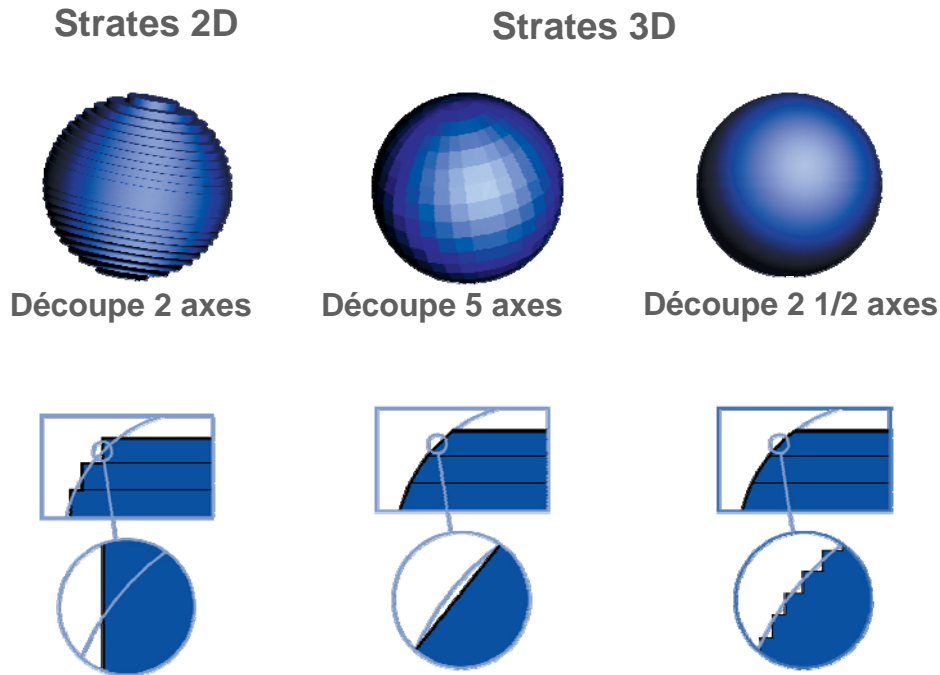 Strates 2D
Strates 3D
Découpe 2 axes
Découpe 5 axes
Découpe 2 1/2 axes